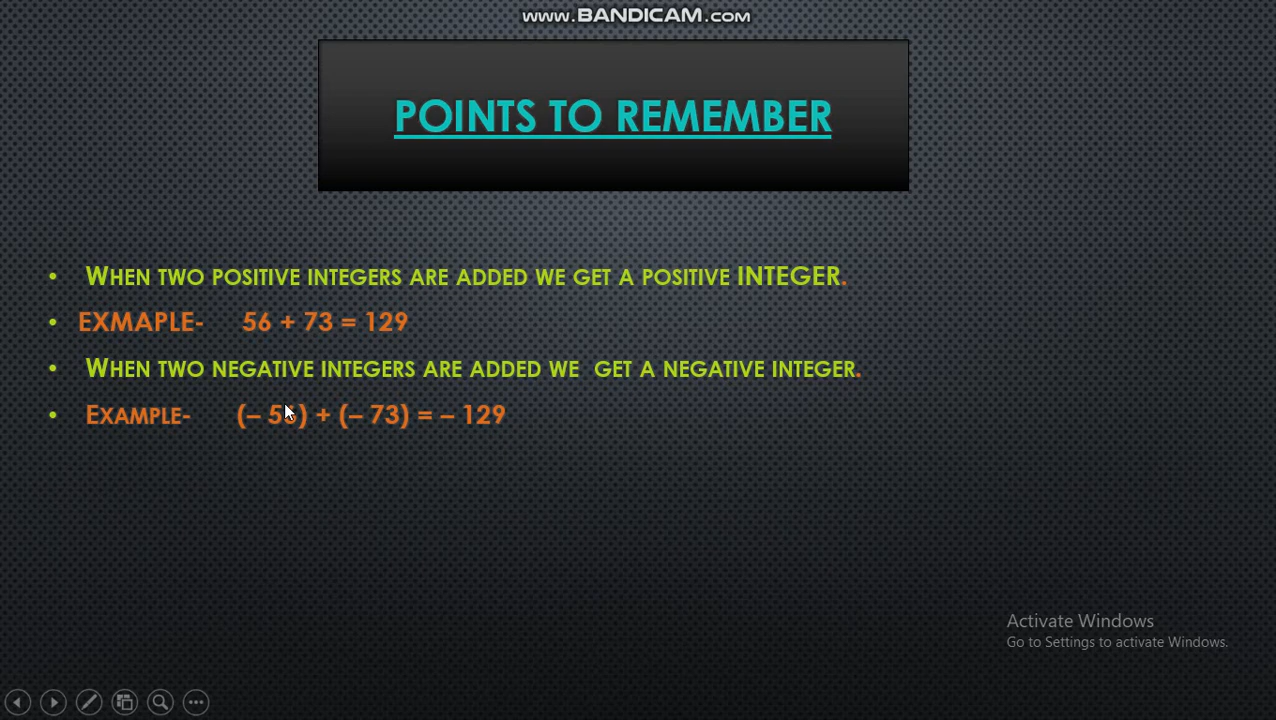 www.BANDICAM.com
POINTS TO REMEMBER
• WHEN TWO POSITIVE INTEGERS ARE ADDED WE GET A POSITIVE INTEGER.
• EXMAPLE- 56 + 73 = 129
• WHEN TWO NEGATIVE INTEGERS ARE ADDED WE GET A NEGATIVE INTEGER.
• EXAMPLE- (– 56) + (– 73) = – 129
Activate Windows
Go to Settings to activate Windows.